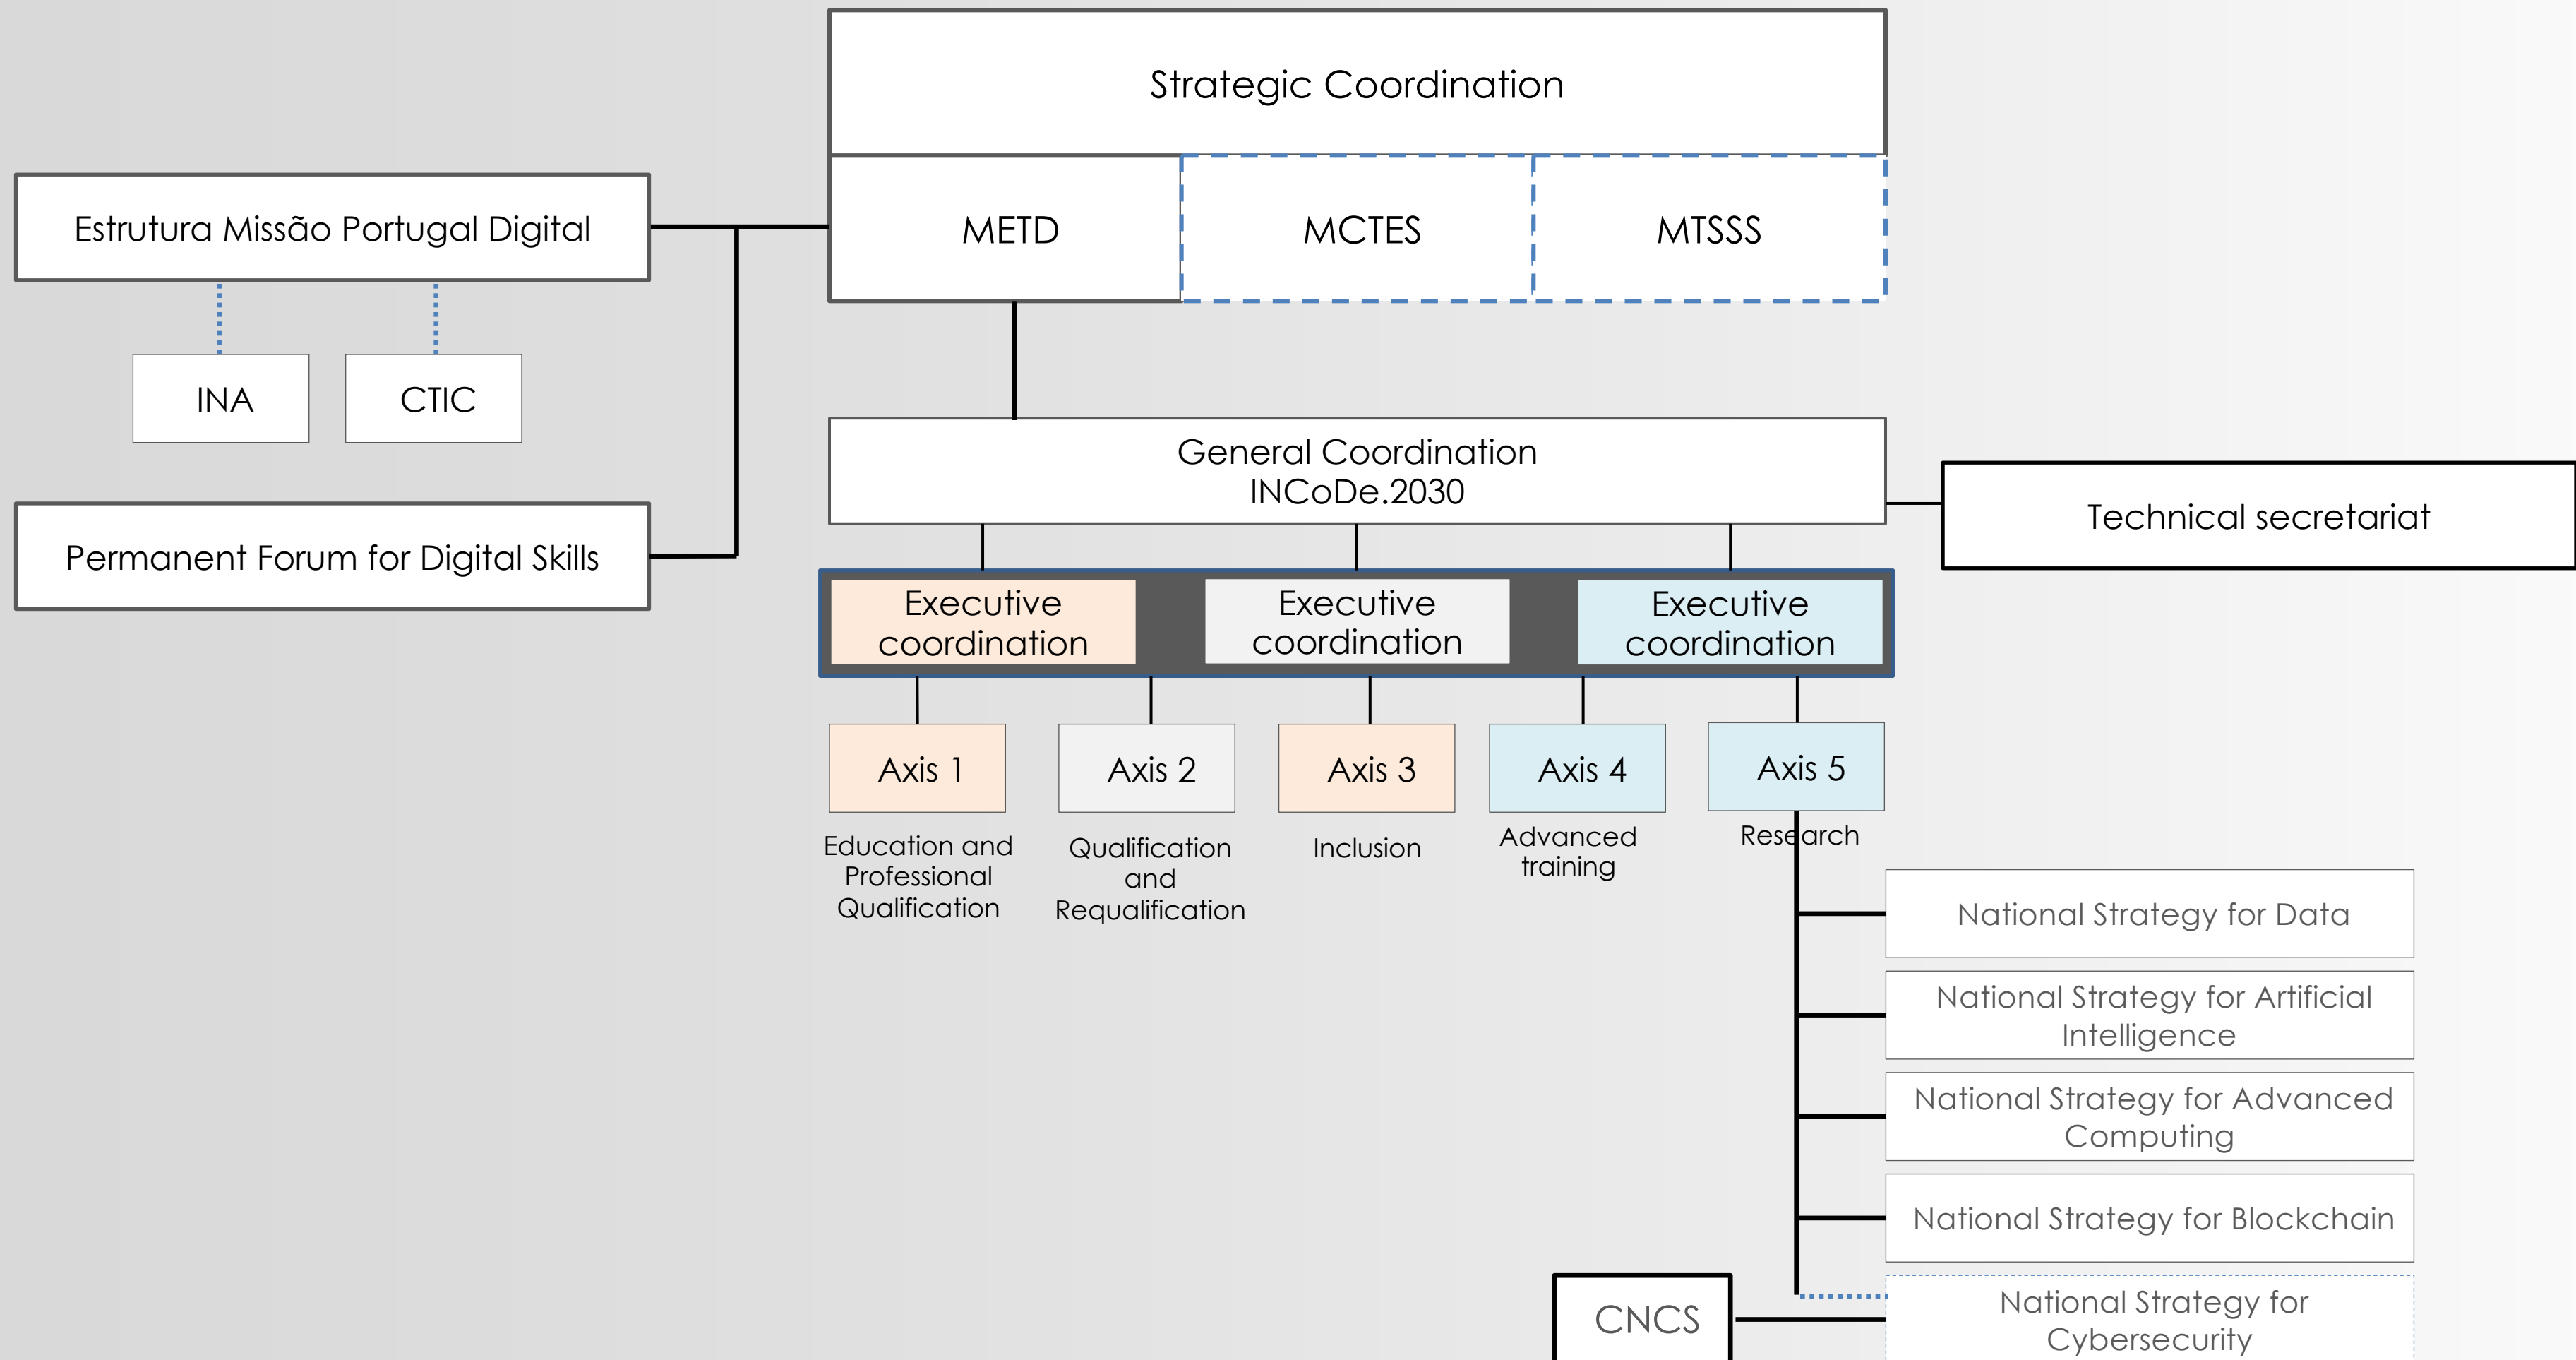 Strategic Coordination
METD
MCTES
MTSSS
Estrutura Missão Portugal Digital
INA
CTIC
Permanent Forum for Digital Skills
General Coordination
INCoDe.2030
Technical secretariat
Executive
coordination
Executive
coordination
Executive
coordination
Axis 1
Axis 2
Axis 3
Axis 4
Axis 5
Education and
Professional
Qualification
Qualification
and
Requalification
Inclusion
Advanced
training
Research
National Strategy for Data
National Strategy for Artificial
Intelligence
National Strategy for Advanced
Computing
National Strategy for Blockchain
CNCS
National Strategy for
Cybersecurity